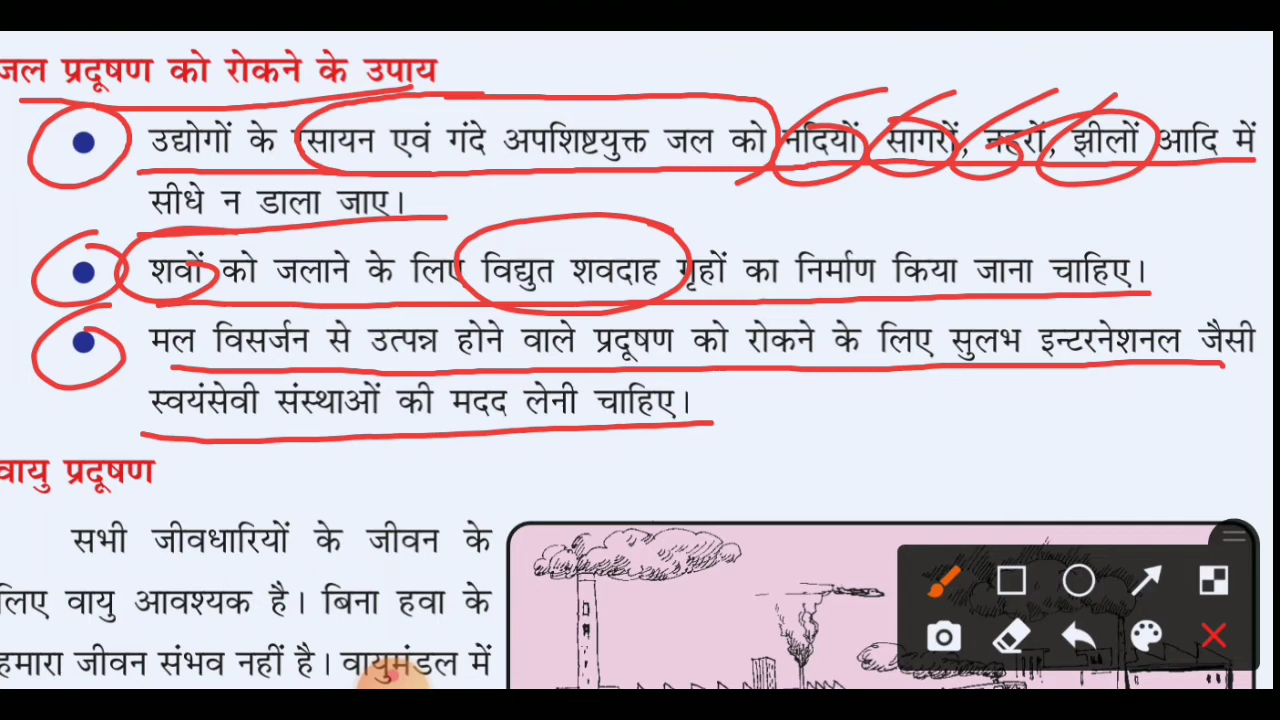 जल प्रदूषण को रोकने के उपाय
उद्योगों के रसायन एवं गंदे अपशिष्टयुक्त जल को नदियों, सागरों, नहरों, झीलों आदि में
सीधे न डाला जाए।
शवों को जलाने के लिए विद्युत शवदाह गृहों का निर्माण किया जाना चाहिए।
मल विसर्जन से उत्पन्न होने वाले प्रदूषण को रोकने के लिए सुलभ इन्टरनेशनल जैसी
स्वयंसेवी संस्थाओं की मदद लेनी चाहिए।
वायु प्रदूषण
सभी जीवधारियों के जीवन के
लिए वायु आवश्यक है। बिना हवा के
हमारा जीवन संभव नहीं है। वायुमंडल में